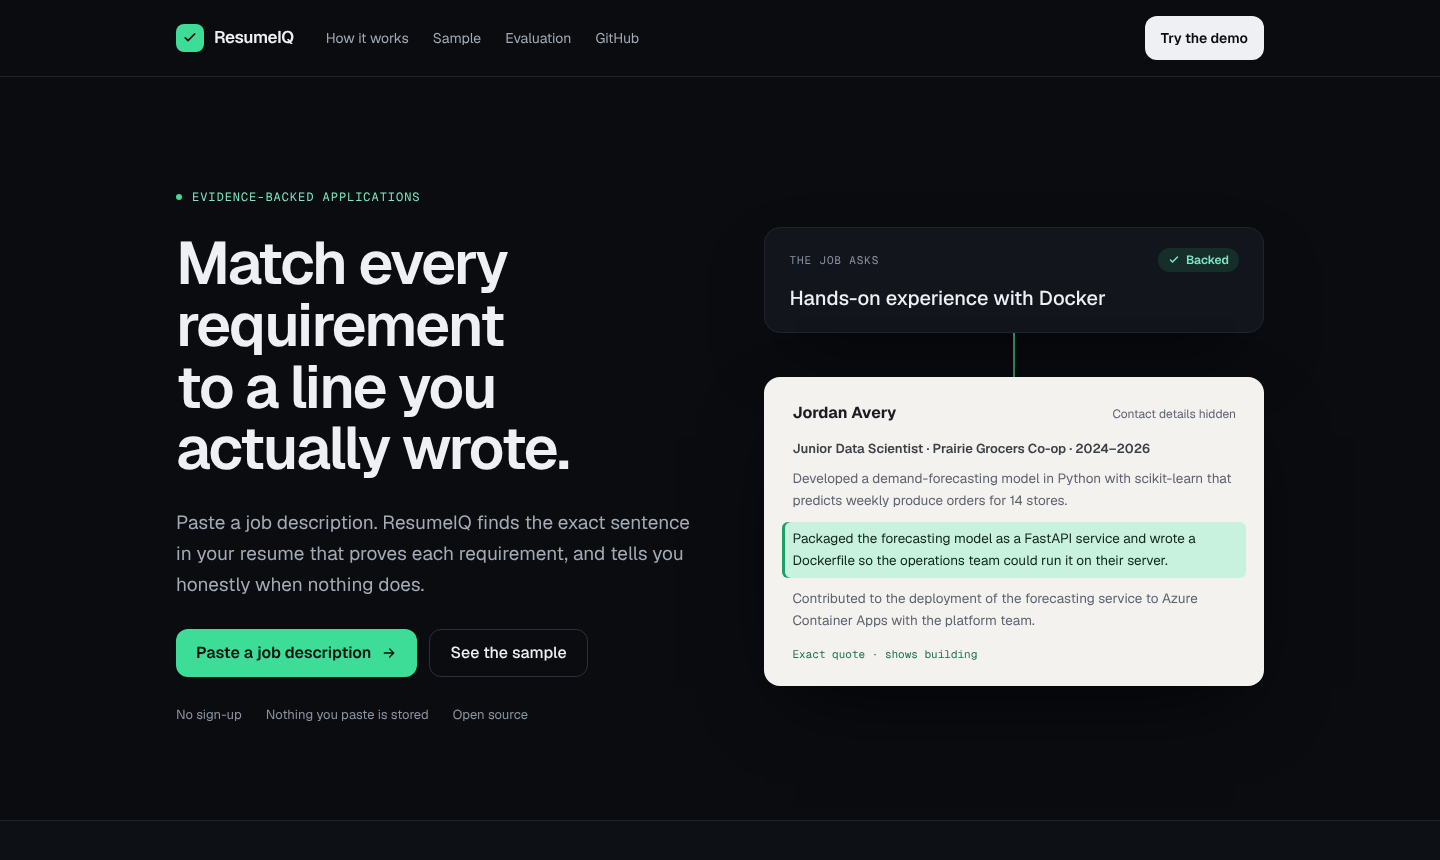 ResumeIQ
How it works
Sample
Evaluation
GitHub
Try the demo
EVIDENCE-BACKED APPLICATIONS
Match every
requirement
to a line you
actually wrote.
Paste a job description. ResumeIQ finds the exact sentence
in your resume that proves each requirement, and tells you
honestly when nothing does.
Paste a job description →
See the sample
No sign-up
Nothing you paste is stored
Open source
THE JOB ASKS
Backed
Hands-on experience with Docker
Jordan Avery
Contact details hidden
Junior Data Scientist · Prairie Grocers Co-op · 2024–2026
Developed a demand-forecasting model in Python with scikit-learn that
predicts weekly produce orders for 14 stores.
Packaged the forecasting model as a FastAPI service and wrote a
Dockerfile so the operations team could run it on their server.
Contributed to the deployment of the forecasting service to Azure
Container Apps with the platform team.
Exact quote · shows building